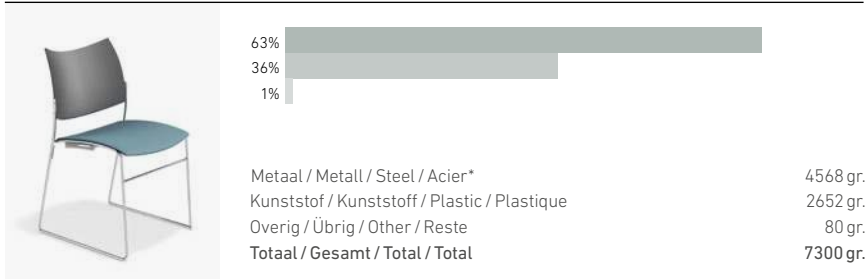 63%
36%
1%
Metaal / Metall / Steel / Acier* 4568 gr.
Kunststof / Kunststoff / Plastic / Plastique 2652 gr.
Overig / Übrig / Other / Reste 80 gr.
Totaal / Gesamt / Total / Total 7300 gr.